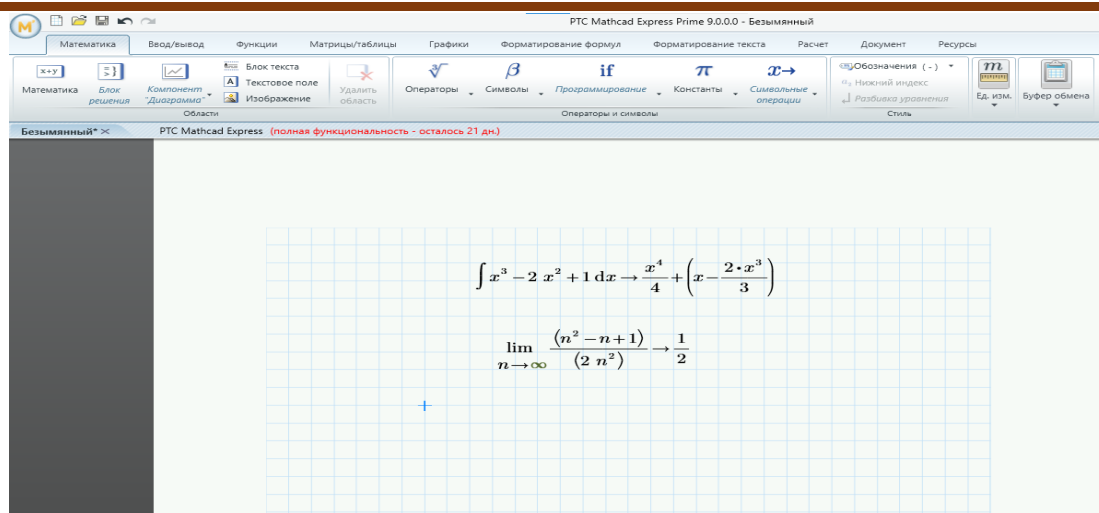 PTC Mathcad Express Prime 9.0.0.0 - Безымянный
Математика Ввод/вывод Функции Матрицы/таблицы Графики Форматирование формул Форматирование текста Расчет Документ Ресурсы
Математика
Блок решения
Компонент "Диаграмма"
Блок текста
Текстовое поле
Изображение
Удалить область
Области
Операторы
Символы
if Программирование
π Константы
x→ Символьные операции
Операторы и символы
Обозначения (-)
Нижний индекс
Разбивка уравнения
Стиль
Ед. изм.
Буфер обмена
Безымянный* × PTC Mathcad Express (полная функциональность - осталось 21 дн.)
∫ x³ − 2 x² + 1 dx → x⁴/4 + (x − 2·x³/3)
lim n→∞ (n² − n + 1)/(2 n²) → 1/2